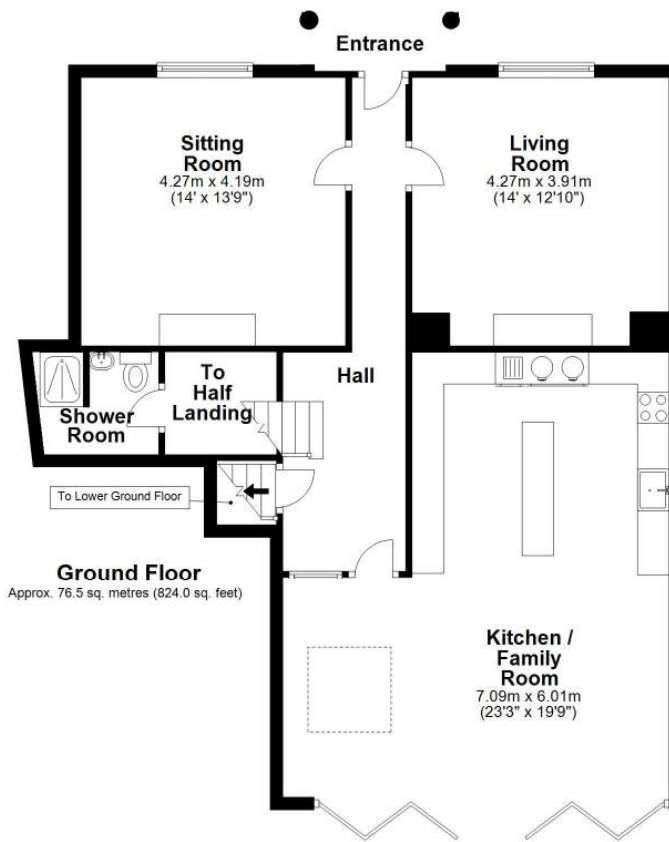 Entrance
Sitting
Room
4.27m x 4.19m
(14' x 13'9")
Living
Room
4.27m x 3.91m
(14' x 12'10")
To
Half
Landing
Hall
Shower
Room
To Lower Ground Floor
Ground Floor
Approx. 76.5 sq. metres (824.0 sq. feet)
Kitchen /
Family
Room
7.09m x 6.01m
(23'3" x 19'9")